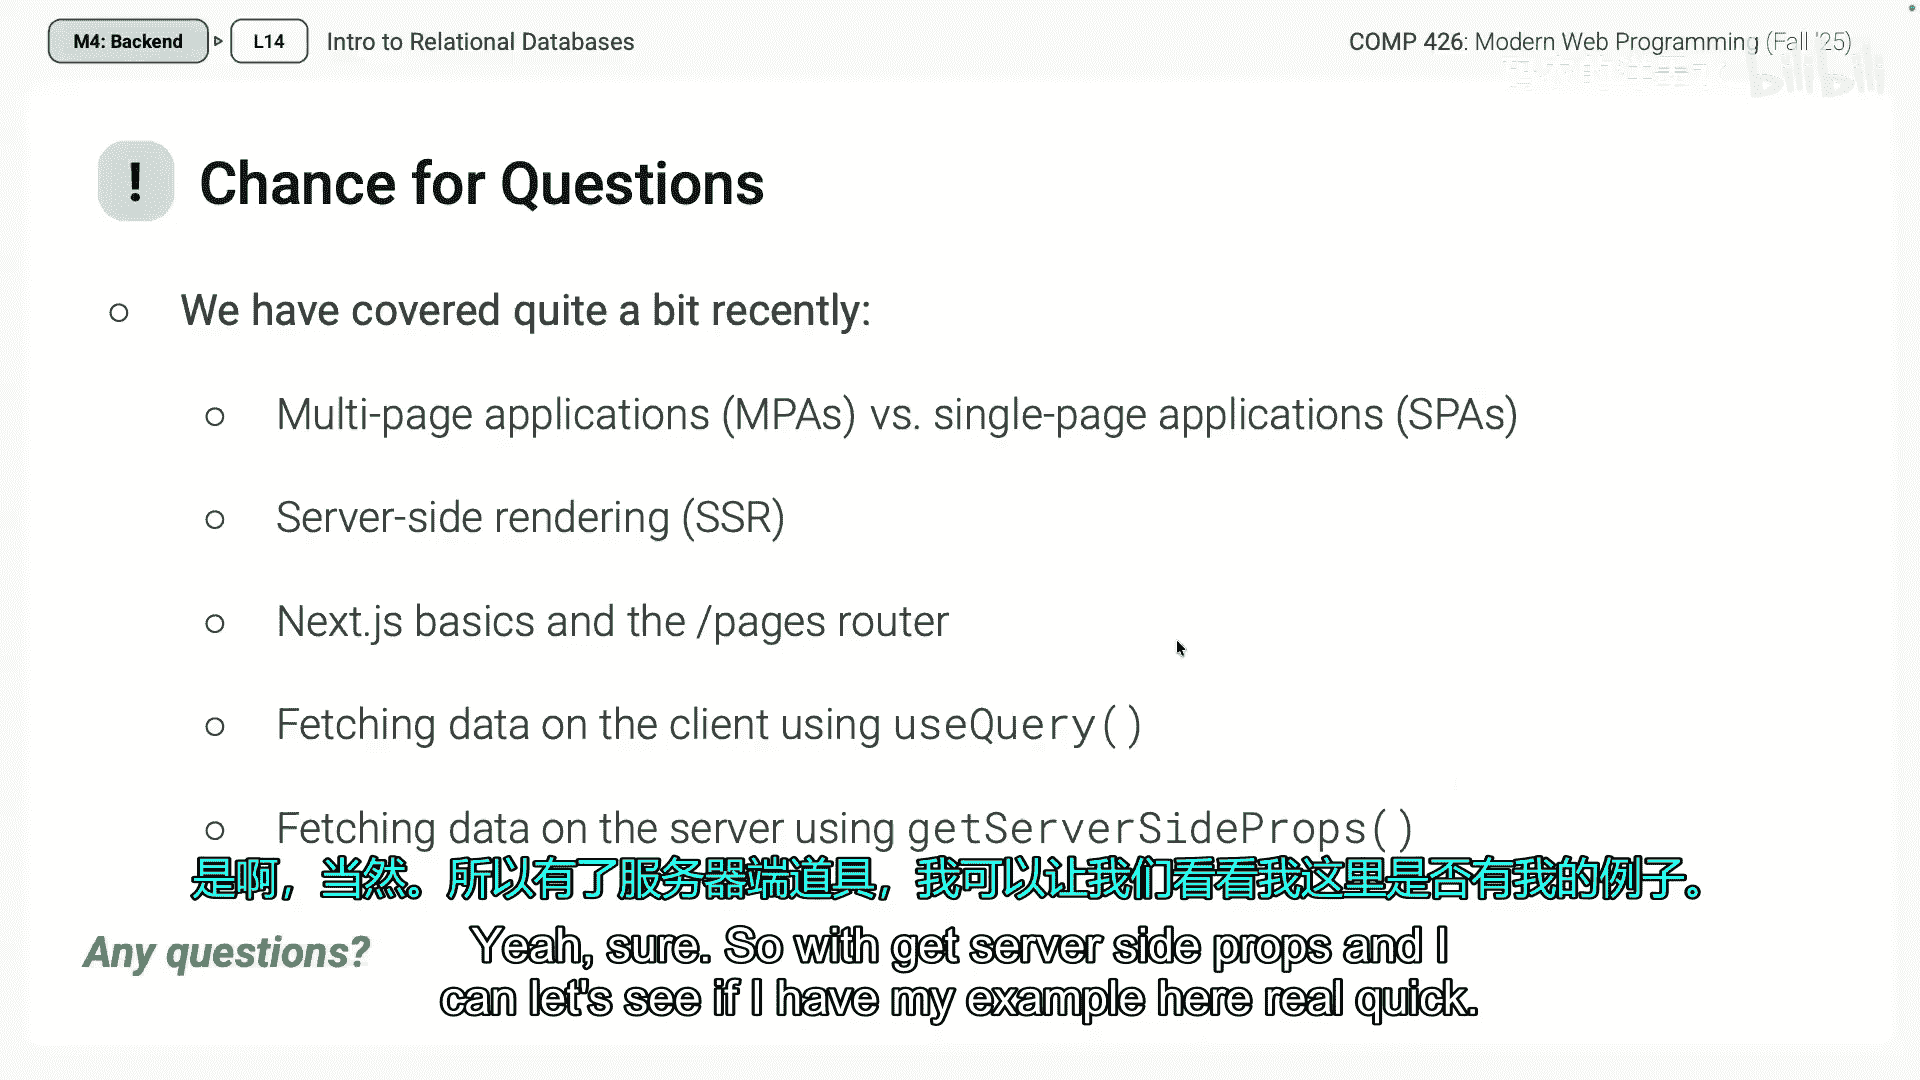 M4: Backend
L14
Intro to Relational Databases
COMP 426: Modern Web Programming (Fall '25)
bilibili
!
Chance for Questions
We have covered quite a bit recently:
Multi-page applications (MPAs) vs. single-page applications (SPAs)
Server-side rendering (SSR)
Next.js basics and the /pages router
Fetching data on the client using useQuery()
Fetching data on the server using getServerSideProps()
是啊，当然。所以有了服务器端道具，我可以让我们看看我这里是否有我的例子。
Any questions?
Yeah, sure. So with get server side props and I
can let's see if I have my example here real quick.